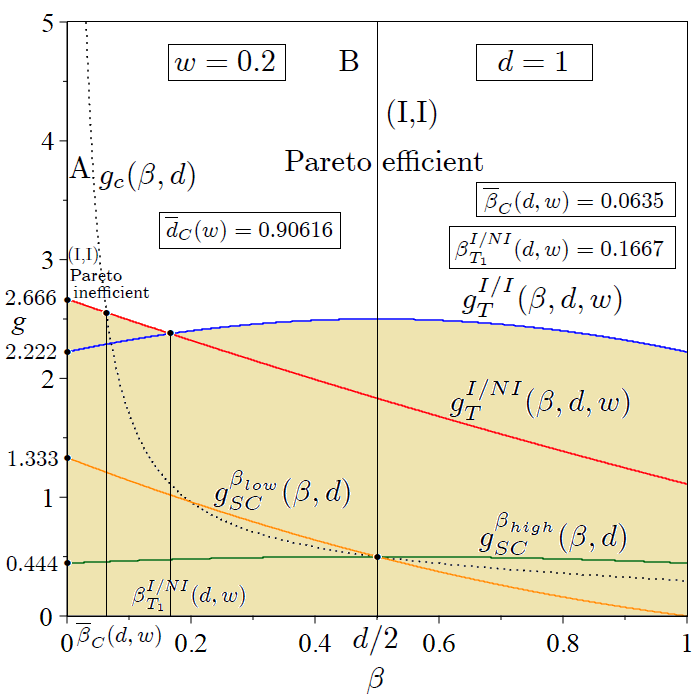 5
w = 0.2
B
d = 1
(I,I)
4
Pareto efficient
A g_c(β, d)
β̅_C(d, w) = 0.0635
d̅_C(w) = 0.90616
β_{T_1}^{I/NI}(d, w) = 0.1667
3
(I,I)
Pareto
inefficient
g_T^{I/I}(β, d, w)
2.666
g
2.222
2
g_T^{I/NI}(β, d, w)
1.333
1
g_{SC}^{β_{low}}(β, d)
g_{SC}^{β_{high}}(β, d)
0.444
β_{T_1}^{I/NI}(d, w)
0
0 β̅_C(d, w) 0.2 0.4 d/2 0.6 0.8 1
β